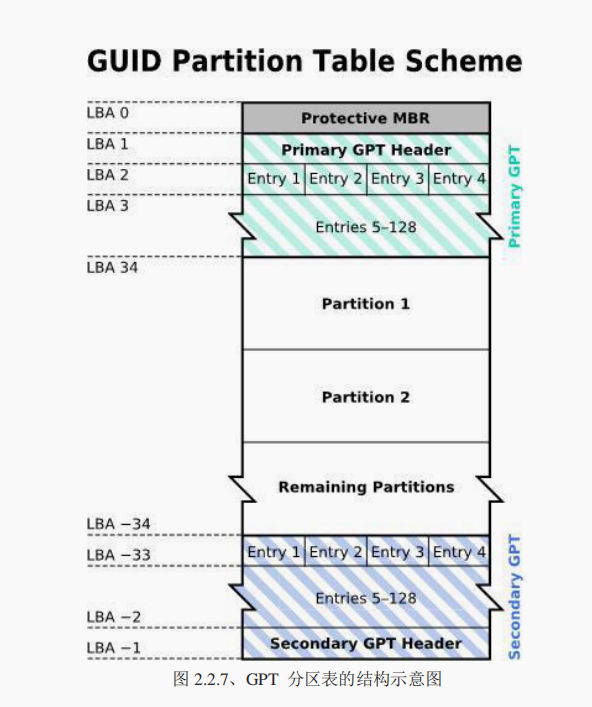 GUID Partition Table Scheme
LBA 0
Protective MBR
LBA 1
Primary GPT Header
LBA 2
Entry 1 Entry 2 Entry 3 Entry 4
LBA 3
Entries 5–128
Primary GPT
LBA 34
Partition 1
Partition 2
Remaining Partitions
LBA −34
LBA −33
Entry 1 Entry 2 Entry 3 Entry 4
Entries 5–128
LBA −2
Secondary GPT Header
LBA −1
Secondary GPT
图 2.2.7、GPT 分区表的结构示意图